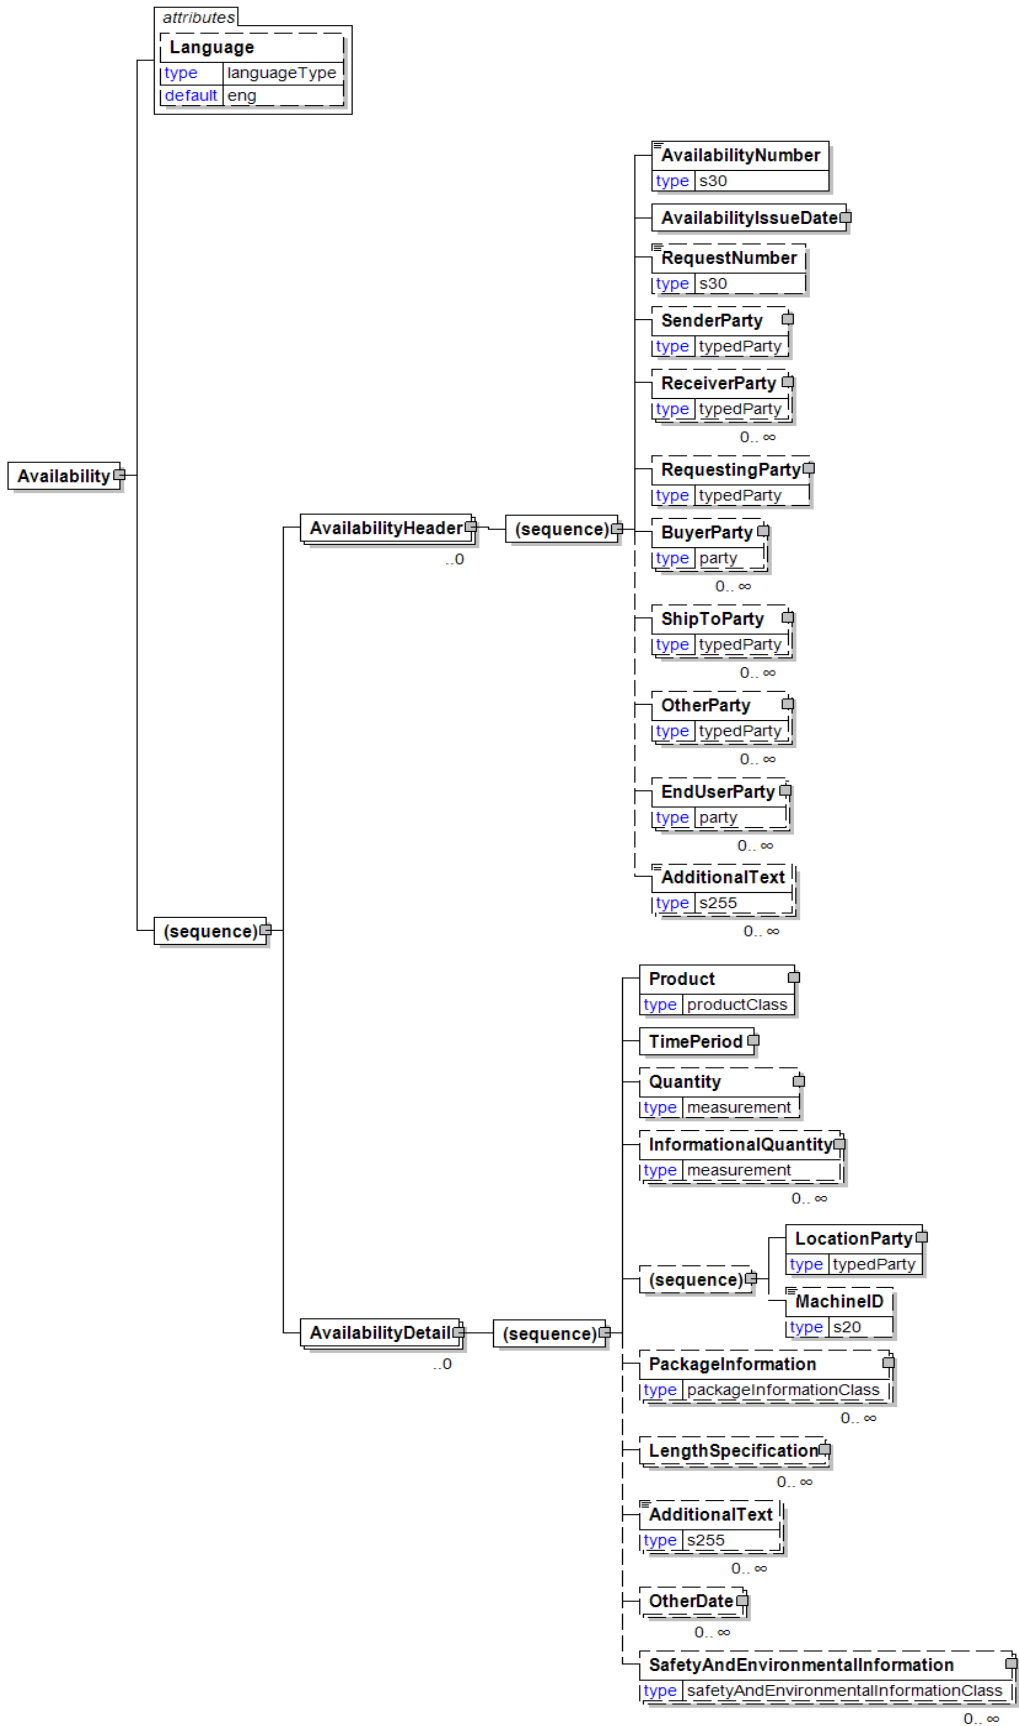 attributes
Language
type languageType
default eng
AvailabilityNumber
type s30
AvailabilityIssueDate
RequestNumber
type s30
SenderParty
type typedParty
ReceiverParty
type typedParty
0.. ∞
Availability
RequestingParty
type typedParty
AvailabilityHeader
..0
(sequence)
BuyerParty
type party
0.. ∞
ShipToParty
type typedParty
0.. ∞
OtherParty
type typedParty
0.. ∞
EndUserParty
type party
0.. ∞
AdditionalText
type s255
0.. ∞
(sequence)
Product
type productClass
TimePeriod
Quantity
type measurement
InformationalQuantity
type measurement
0.. ∞
(sequence)
LocationParty
type typedParty
MachineID
type s20
AvailabilityDetail
..0
(sequence)
PackageInformation
type packageInformationClass
0.. ∞
LengthSpecification
0.. ∞
AdditionalText
type s255
0.. ∞
OtherDate
0.. ∞
SafetyAndEnvironmentalInformation
type safetyAndEnvironmentalInformationClass
0.. ∞